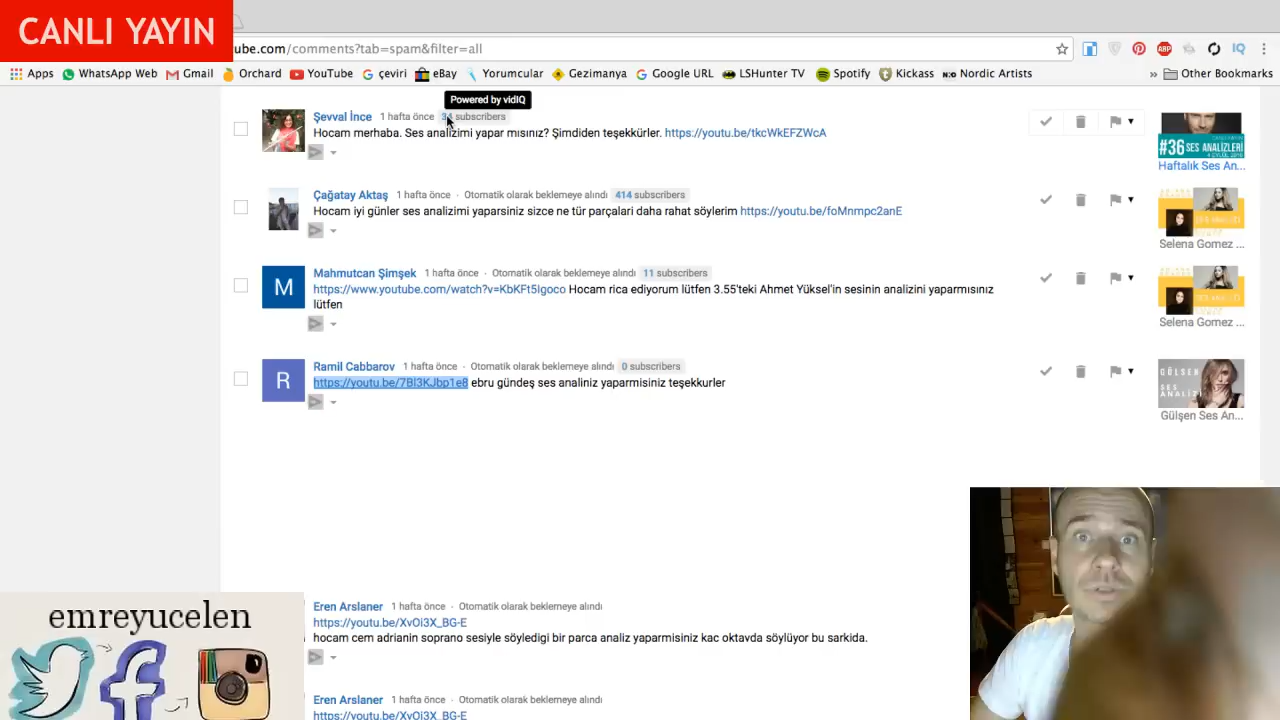 CANLI YAYIN
ube.com/comments?tab=spam&filter=all
Apps WhatsApp Web Gmail Orchard YouTube çeviri eBay Yorumcular Gezimanya Google URL LSHunter TV Spotify Kickass Nordic Artists » Other Bookmarks
Powered by vidIQ
Şevval İnce 1 hafta önce subscribers
Hocam merhaba. Ses analizimi yapar mısınız? Şimdiden teşekkürler. https://youtu.be/tkcWkEFZWcA
#36 SES ANALİZLERİ
Haftalık Ses An...
Çağatay Aktaş 1 hafta önce · Otomatik olarak beklemeye alındı 414 subscribers
Hocam iyi günler ses analizimi yaparsiniz sizce ne tür parçalari daha rahat söylerim https://youtu.be/foMnmpc2anE
Selena Gomez ...
Mahmutcan Şimşek 1 hafta önce · Otomatik olarak beklemeye alındı 11 subscribers
https://www.youtube.com/watch?v=KbKFt5Igoco Hocam rica ediyorum lütfen 3.55'teki Ahmet Yüksel'in sesinin analizini yaparmısınız
lütfen
M
Selena Gomez ...
Ramil Cabbarov 1 hafta önce · Otomatik olarak beklemeye alındı 0 subscribers
https://youtu.be/7Bl3KJbp1e8 ebru gündeş ses analiniz yaparmisiniz teşekkurler
R
GÜLŞEN
SES
ANALİZİ
Gülşen Ses An...
Eren Arslaner 1 hafta önce · Otomatik olarak beklemeye alındı
https://youtu.be/XvOi3X_BG-E
hocam cem adrianin soprano sesiyle söyledigi bir parca analiz yaparmisiniz kac oktavda söylüyor bu sarkida.
Eren Arslaner 1 hafta önce · Otomatik olarak beklemeye alındı
https://youtu.be/XvOi3X_BG-E
emreyucelen